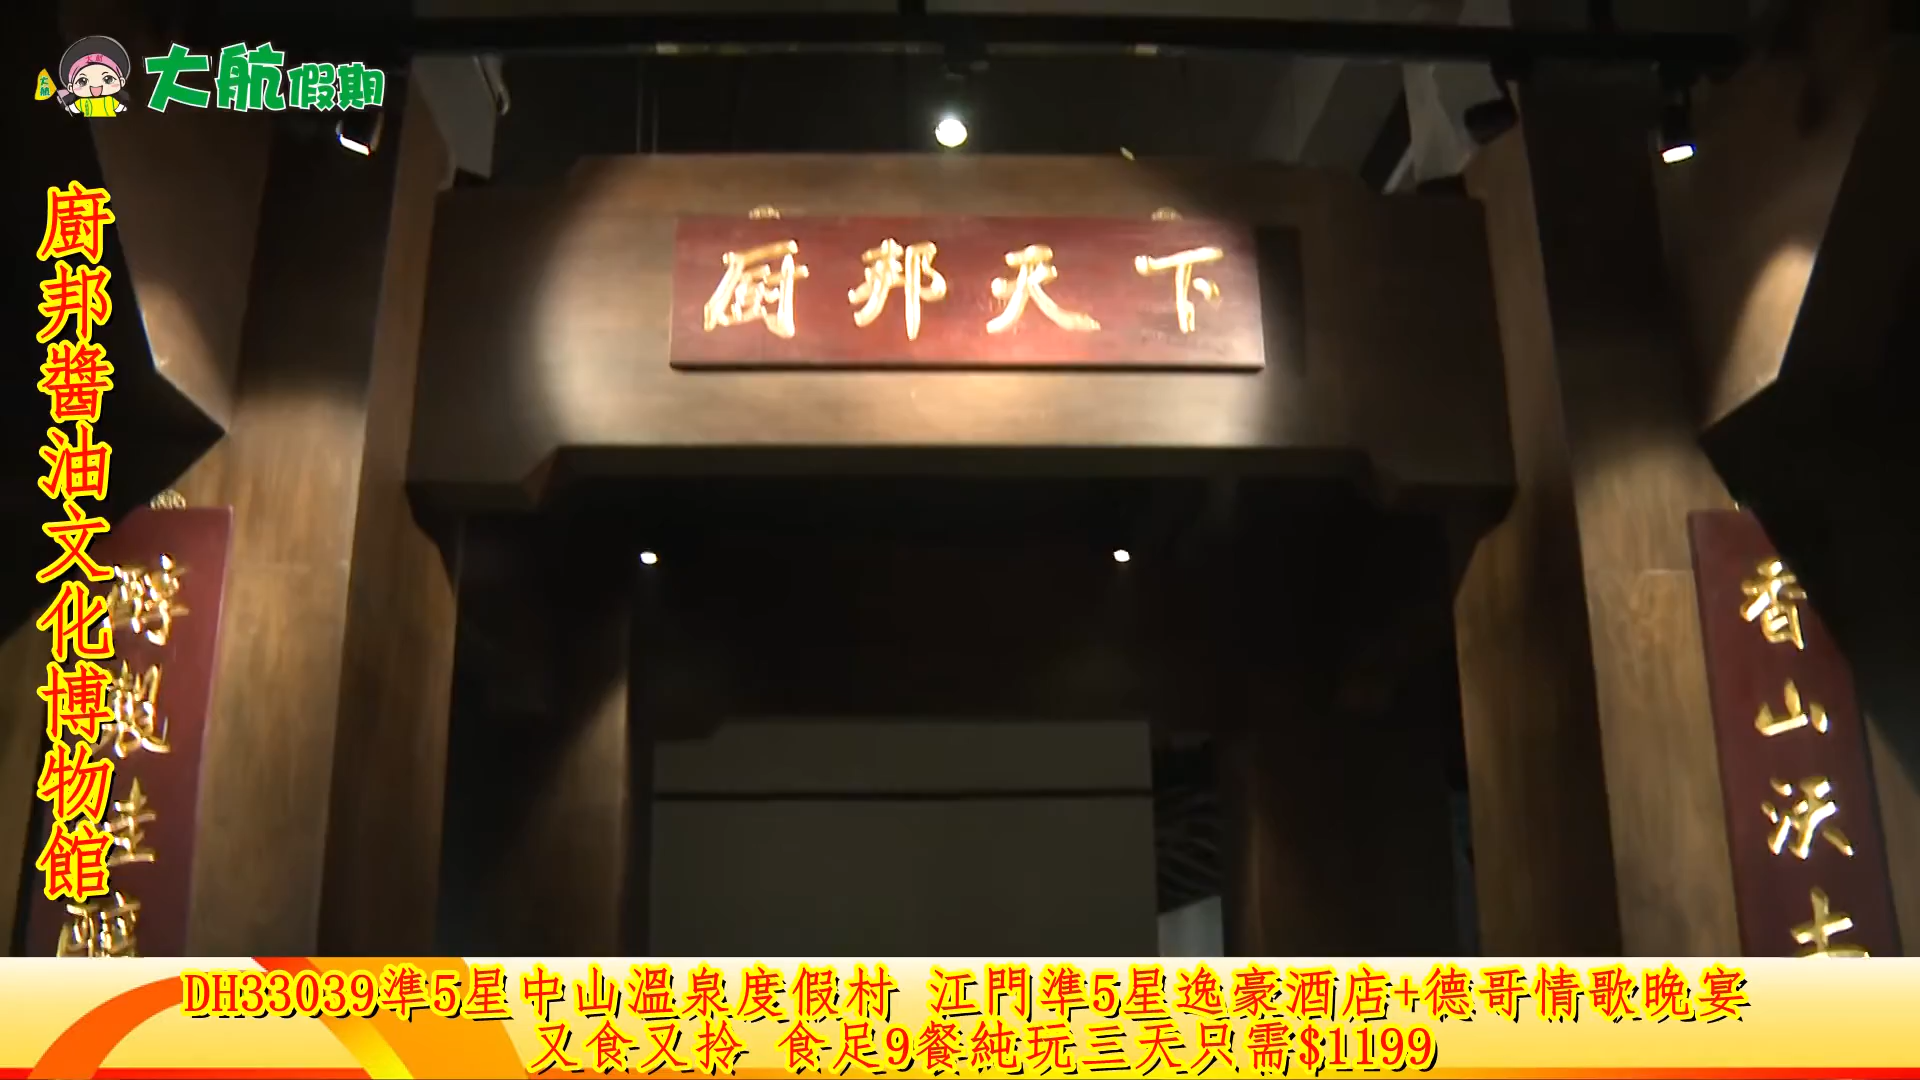 大航假期
廚邦醬油文化博物館
厨邦天下
香山沃土
DH33039準5星中山溫泉度假村 江門準5星逸豪酒店+德哥情歌晚宴
又食又拎 食足9餐純玩三天只需$1199